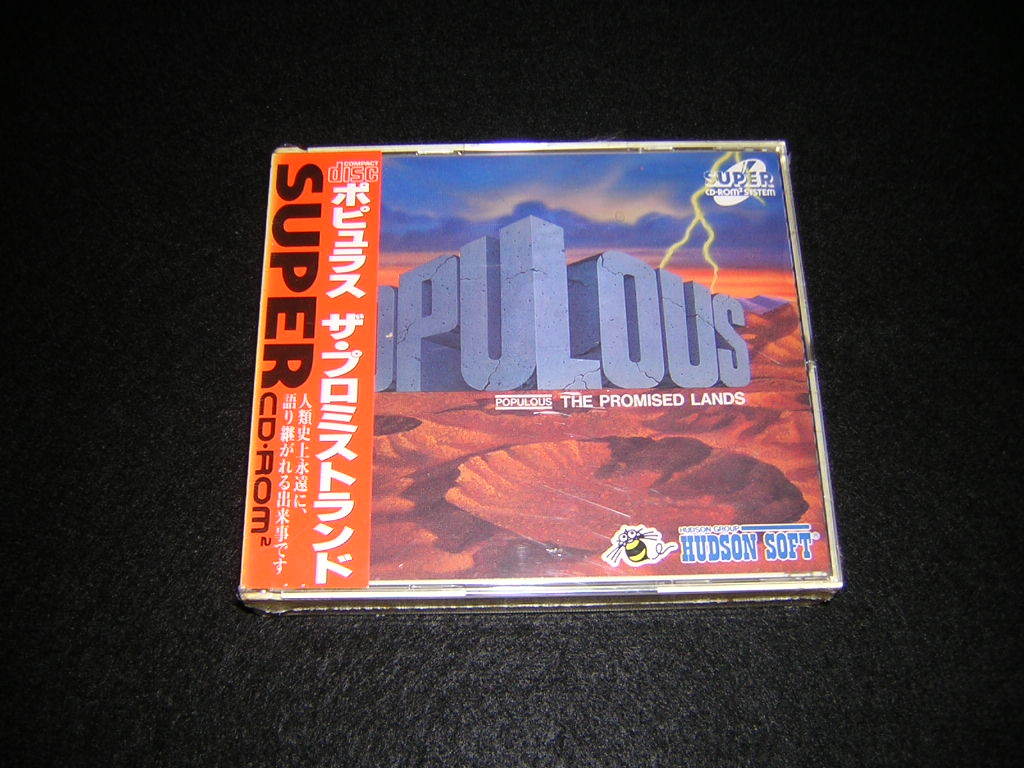 COMPACT
disc
SUPER CD·ROM²
ポピュラス ザ・プロミストランド
人類史上永遠に、
語り継がれる出来事です
SUPER
CD-ROM² SYSTEM
OPULOUS
POPULOUS THE PROMISED LANDS
HUDSON GROUP
HUDSON SOFT®